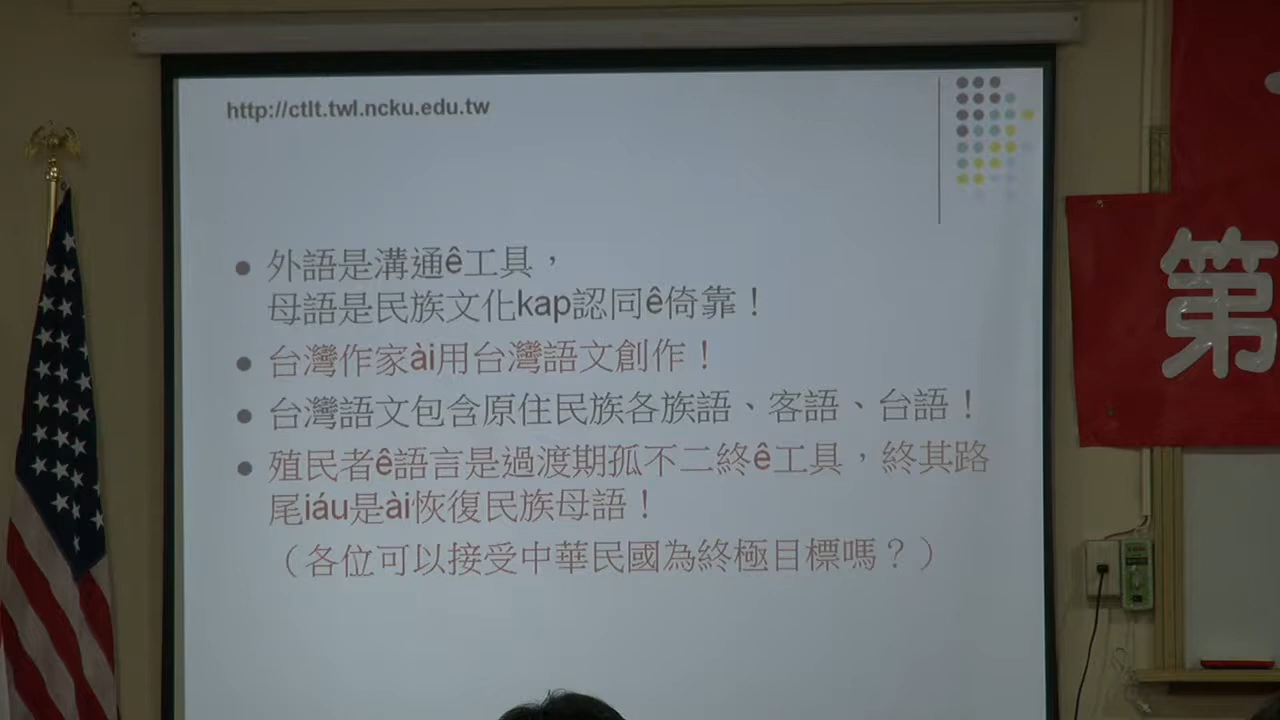 http://ctlt.twl.ncku.edu.tw
外語是溝通ê工具，
母語是民族文化kap認同ê倚靠！
台灣作家ài用台灣語文創作！
台灣語文包含原住民族各族語、客語、台語！
殖民者ê語言是過渡期孤不二終ê工具，終其路
尾iáu是ài恢復民族母語！
（各位可以接受中華民國為終極目標嗎？）
第